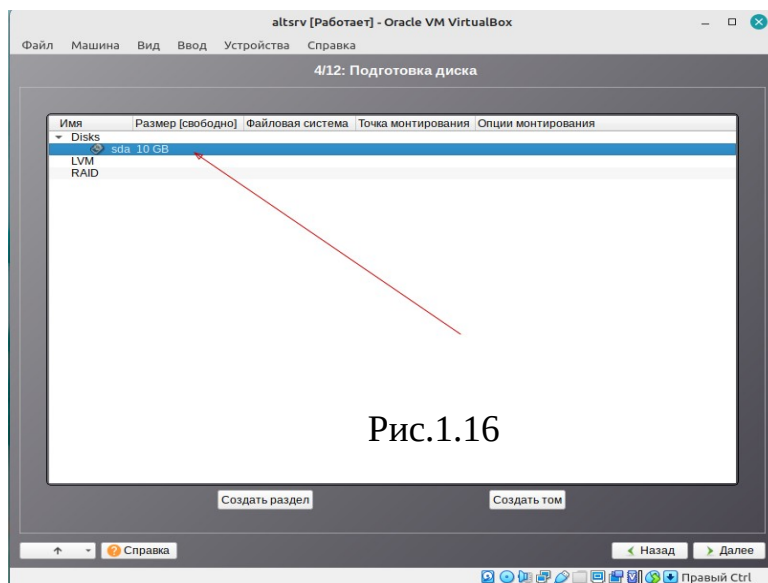 altsrv [Работает] - Oracle VM VirtualBox
Файл Машина Вид Ввод Устройства Справка
4/12: Подготовка диска
Имя Размер [свободно] Файловая система Точка монтирования Опции монтирования
Disks
sda 10 GB
LVM
RAID
Рис.1.16
Создать раздел Создать том
Справка Назад Далее
Правый Ctrl